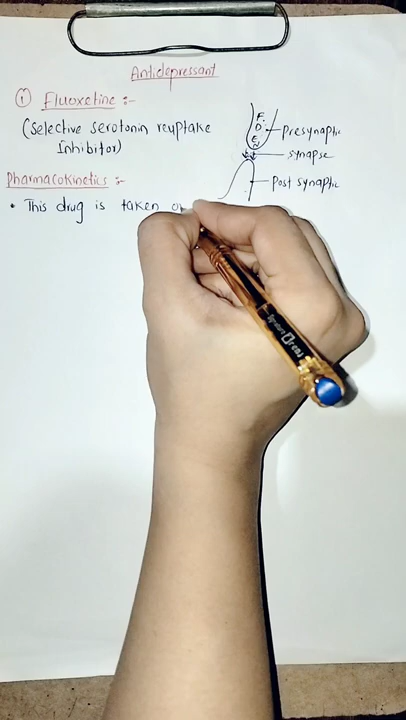 Antidepressant
① Fluoxetine :-
(Selective serotonin reuptake
Inhibitor)
Presynaptic
synapse
Post synaptic
Pharmacokinetics :-
• This drug is taken